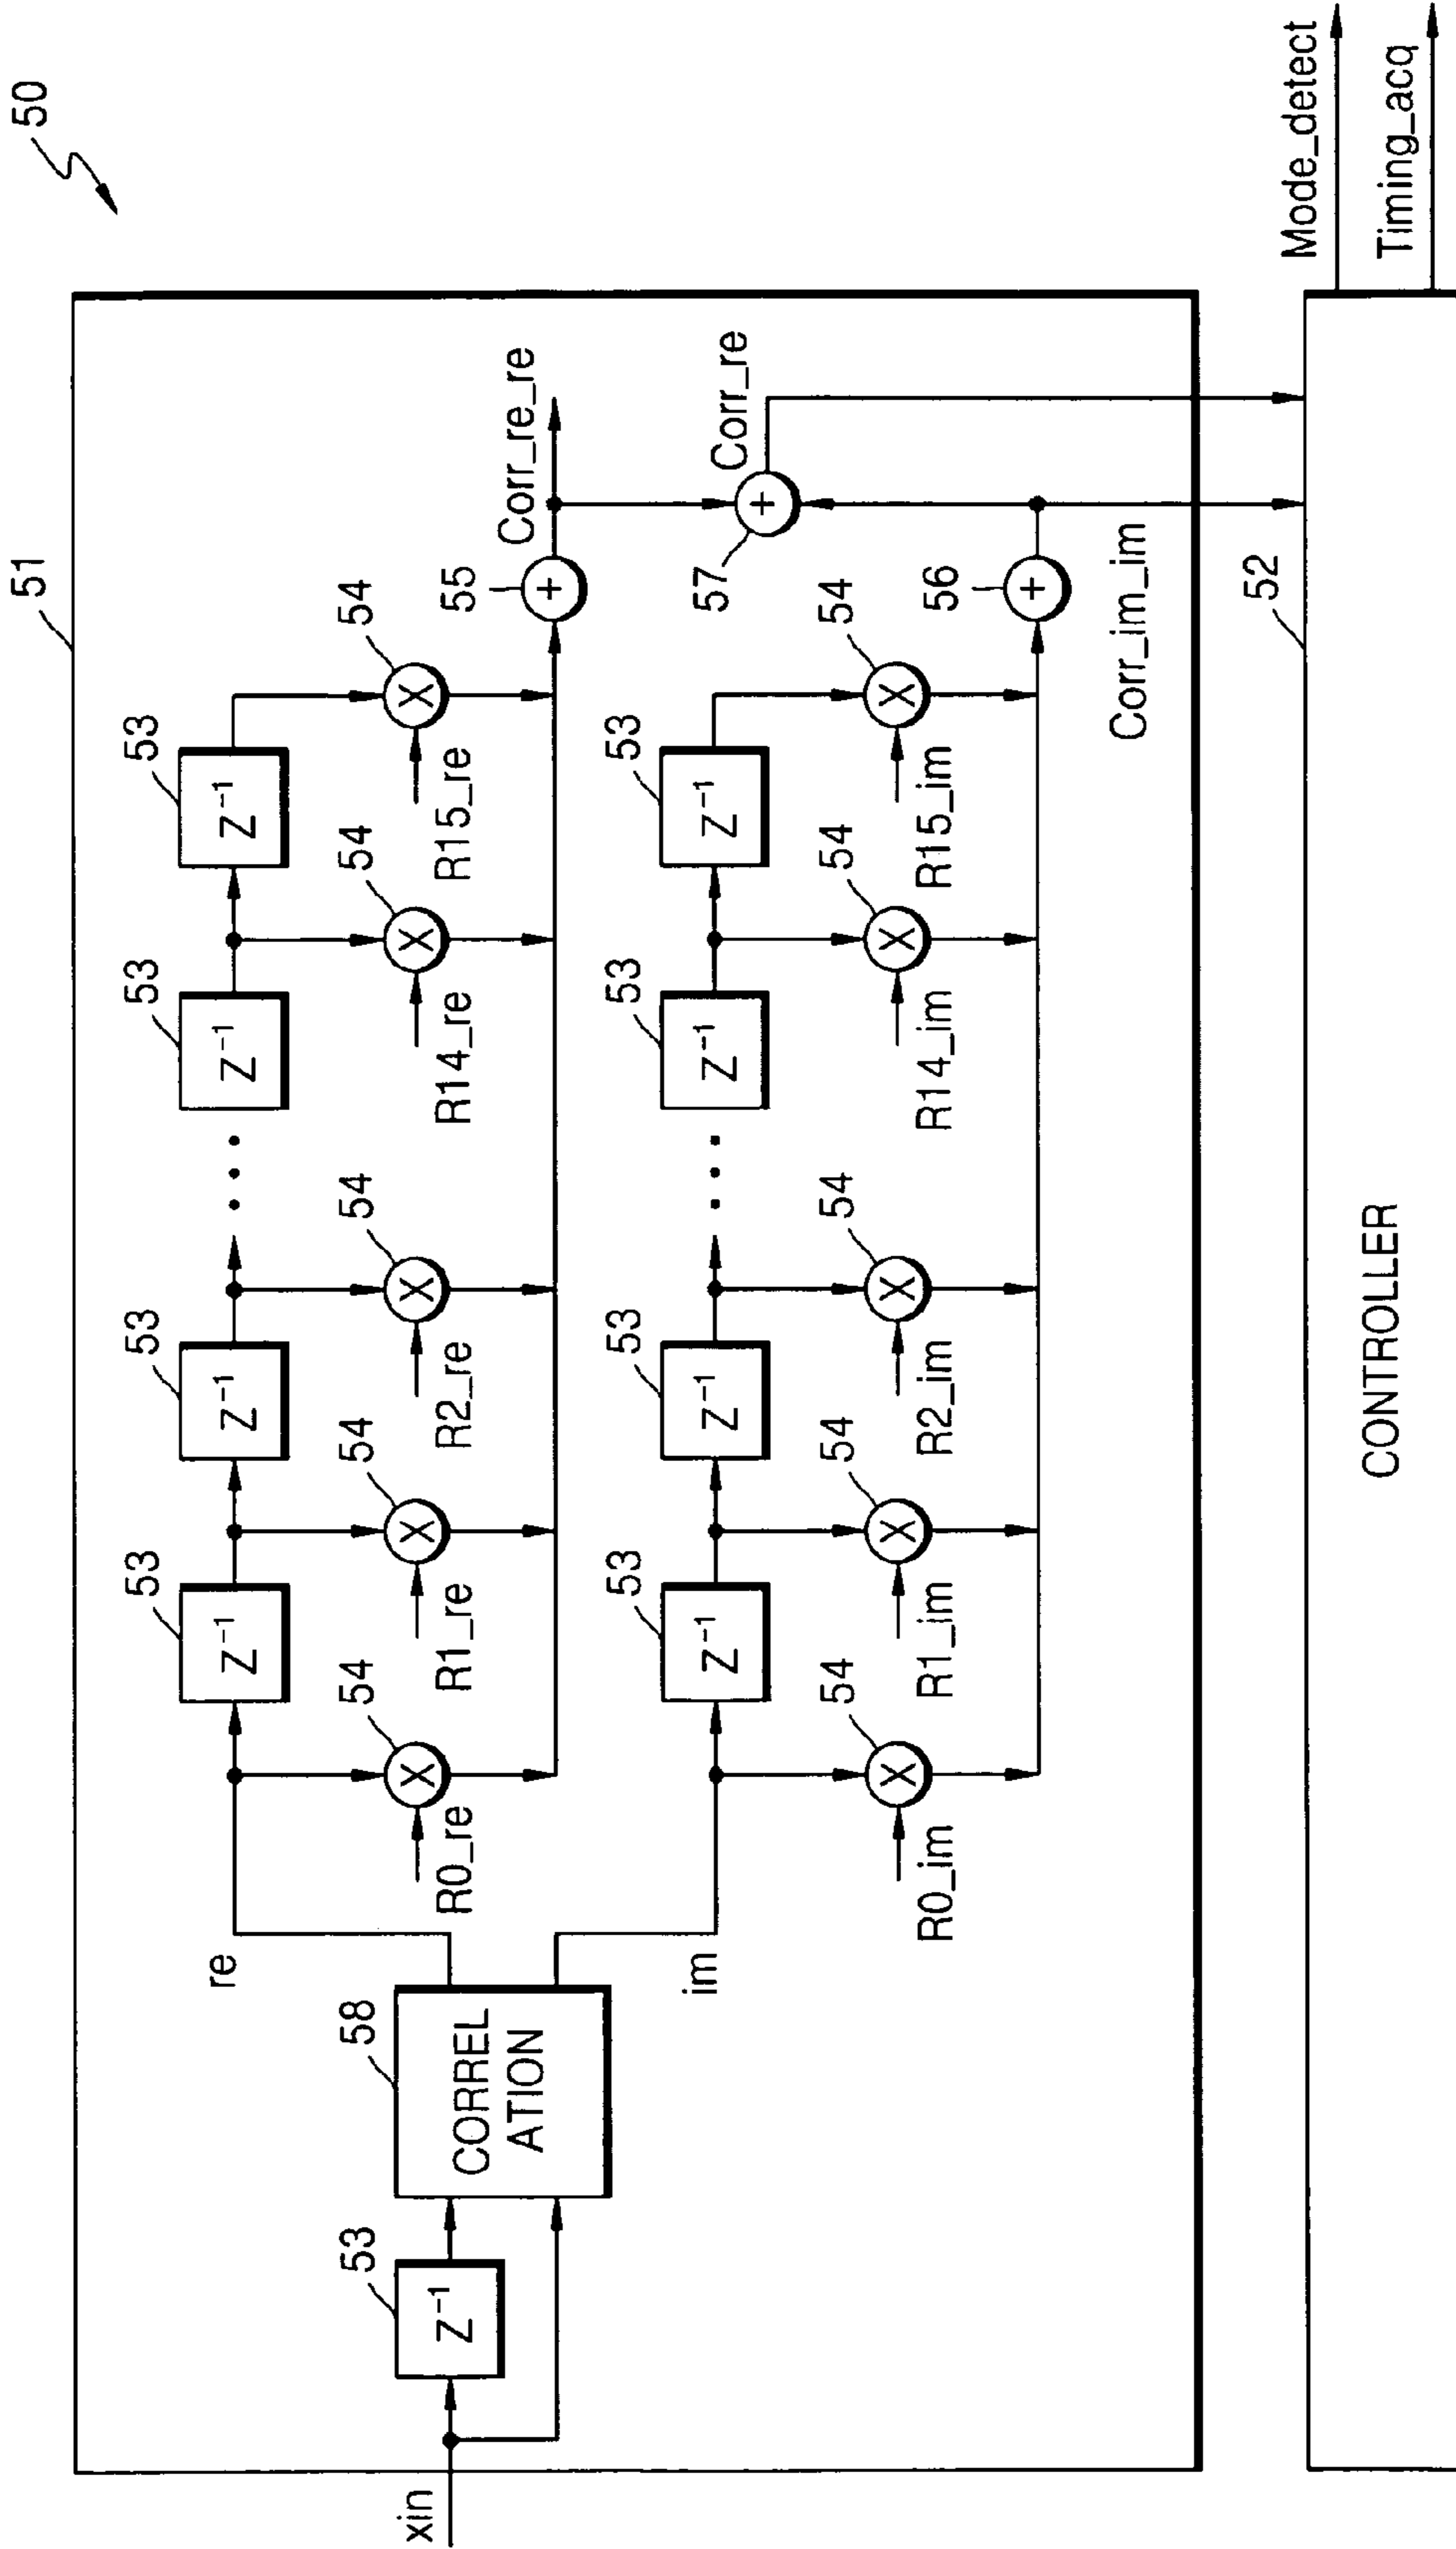 50
51
53
53
53
53
Z⁻¹
Z⁻¹
Z⁻¹
Z⁻¹
re
54
54
54
54
54
X
X
X
X
X
R0_re
R1_re
R2_re
R14_re
R15_re
55
+
Corr_re_re
53
Z⁻¹
xin
58
CORREL
ATION
im
53
53
53
53
Z⁻¹
Z⁻¹
Z⁻¹
Z⁻¹
57
+
Corr_re
54
54
54
54
54
X
X
X
X
X
R0_im
R1_im
R2_im
R14_im
R15_im
56
+
Corr_im_im
52
CONTROLLER
Mode_detect
Timing_acq